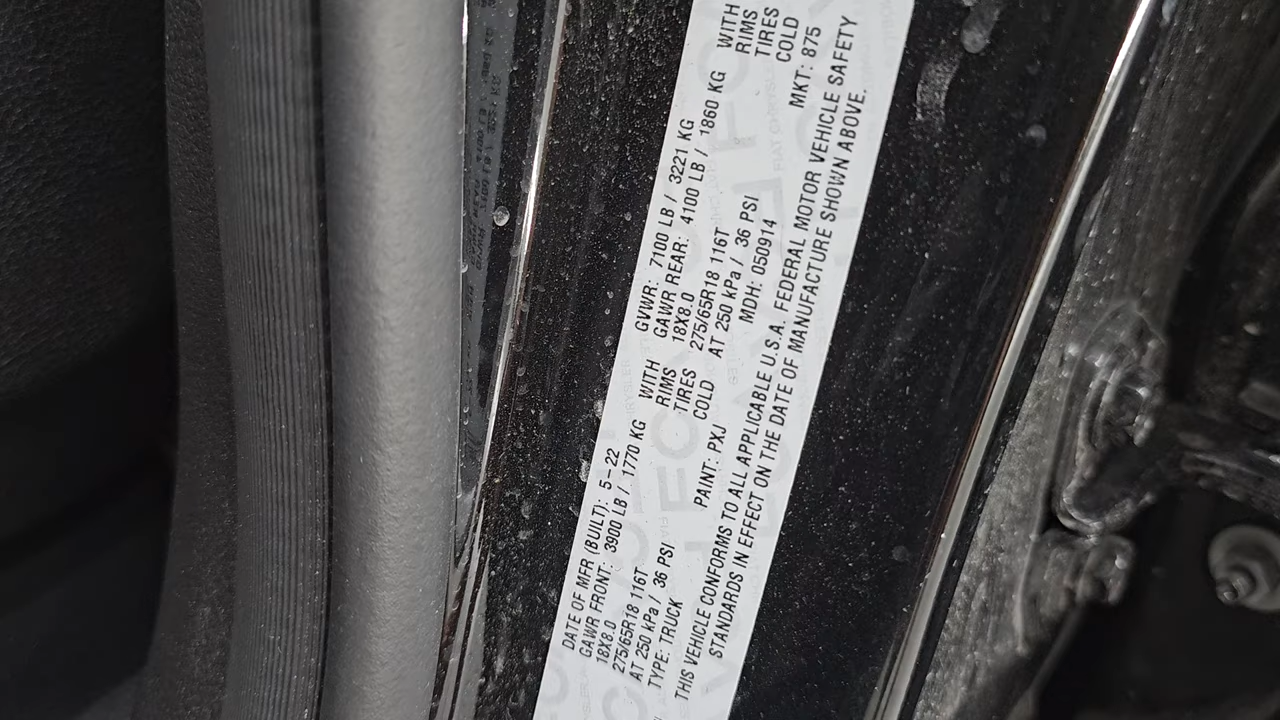 DATE OF MFR (BUILT): 5-22 GVWR: 7100 LB / 3221 KG
GAWR FRONT: 3900 LB / 1770 KG WITH GAWR REAR: 4100 LB / 1860 KG WITH
18X8.0 RIMS 18X8.0 RIMS
275/65R18 116T TIRES 275/65R18 116T TIRES
AT 250 kPa / 36 PSI COLD AT 250 kPa / 36 PSI COLD
TYPE: TRUCK PAINT: PXJ MDH: 050914 MKT: 875
THIS VEHICLE CONFORMS TO ALL APPLICABLE U.S.A. FEDERAL MOTOR VEHICLE SAFETY
STANDARDS IN EFFECT ON THE DATE OF MANUFACTURE SHOWN ABOVE.